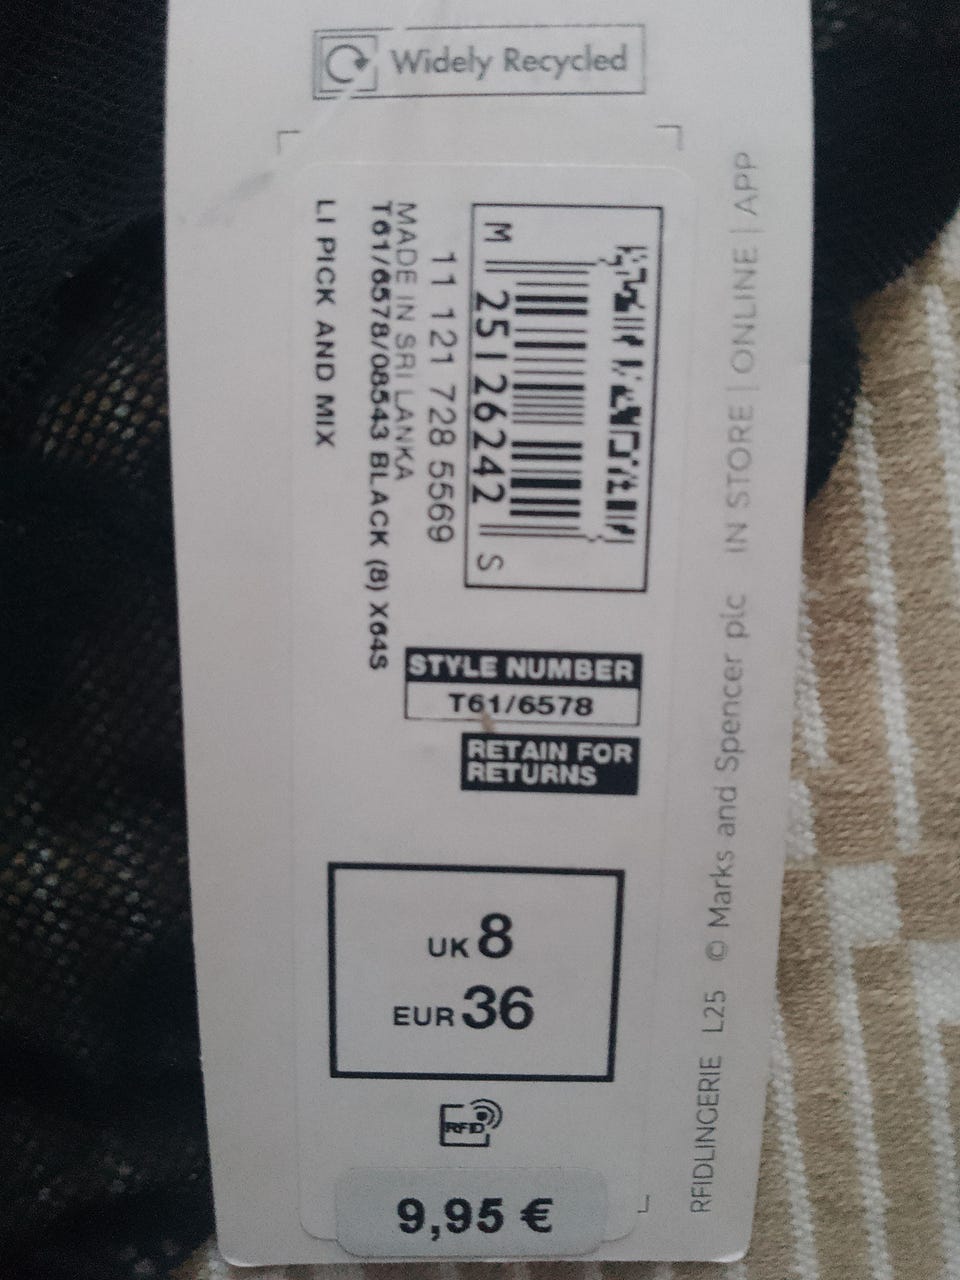 Widely Recycled
M 25126242 S
11 121 728 5569
MADE IN SRI LANKA
T61/6578/08543 BLACK (8) X64S
LI PICK AND MIX
STYLE NUMBER
T61/6578
RETAIN FOR
RETURNS
UK 8
EUR 36
RFID
9,95 €
RFIDLINGERIE L25 © Marks and Spencer plc IN STORE | ONLINE | APP